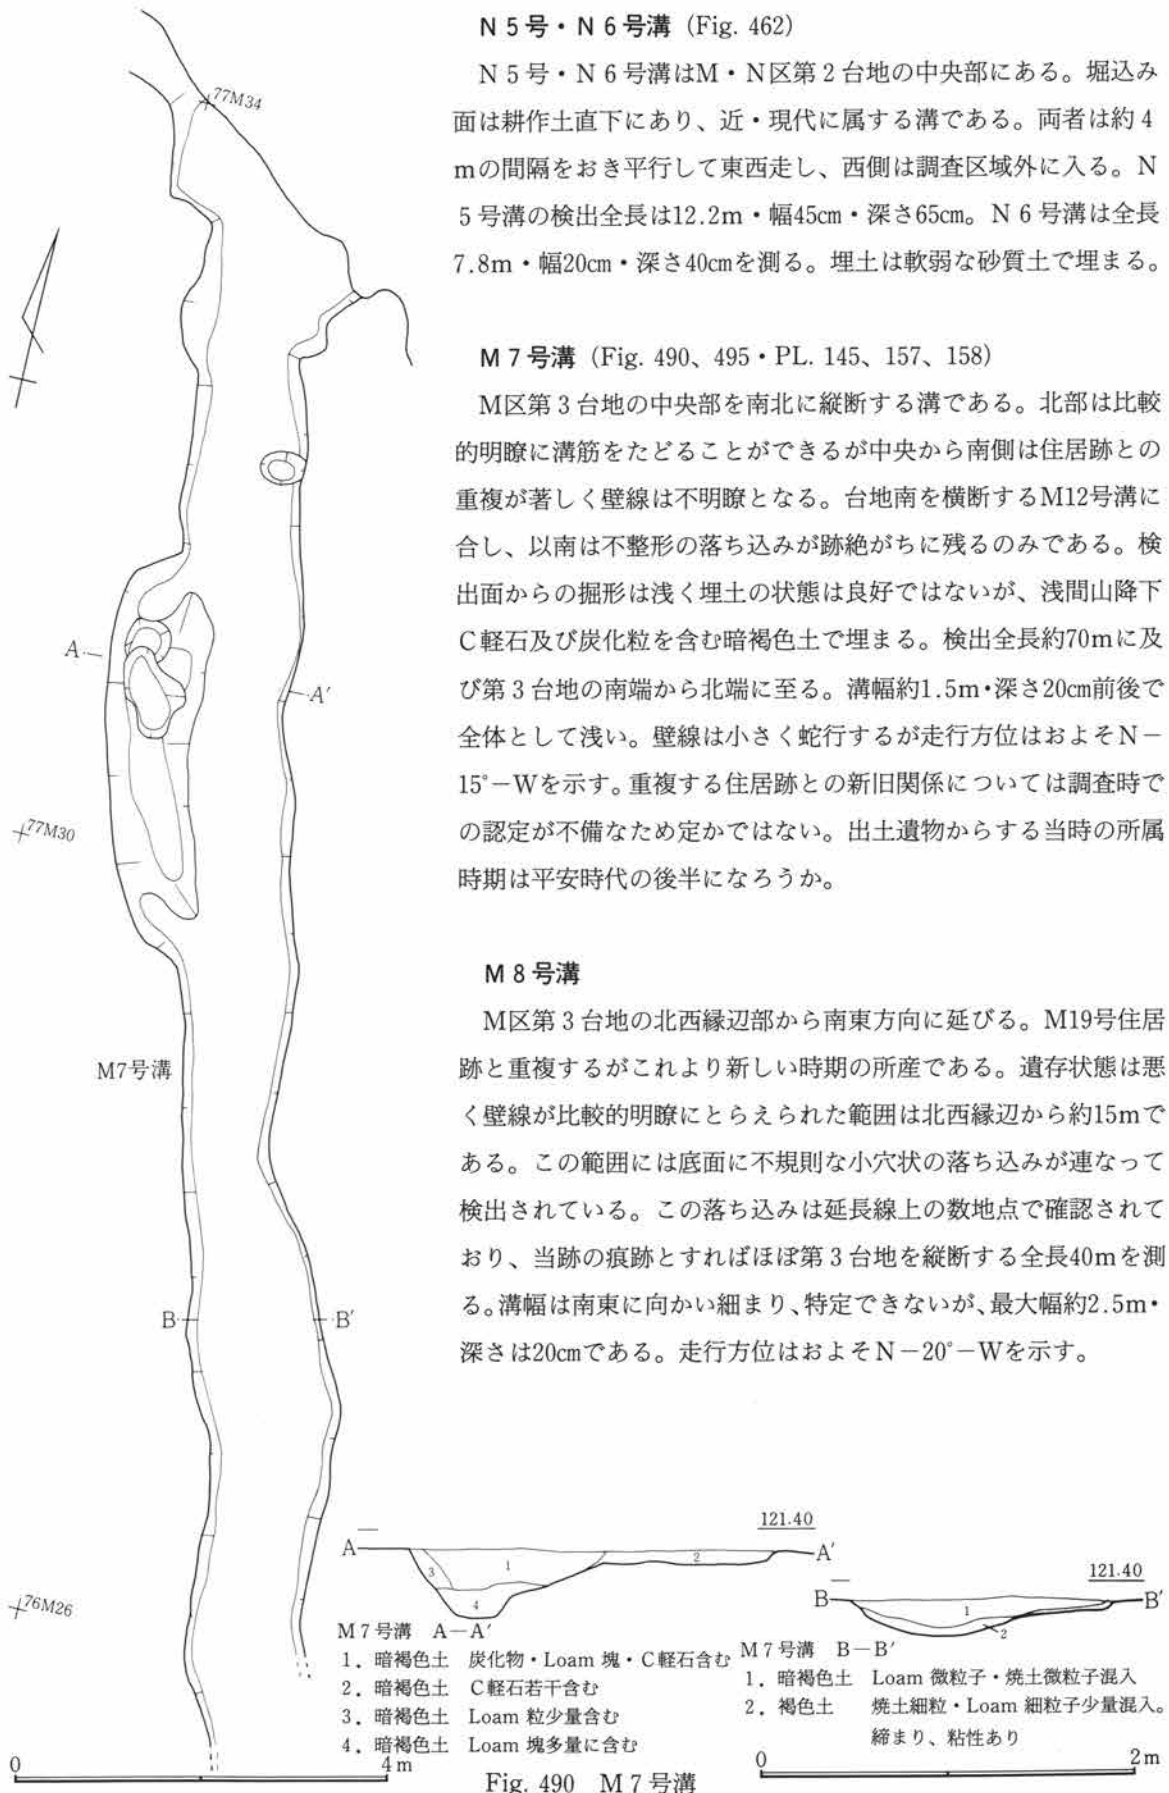 N5号・N6号溝 (Fig. 462)
N5号・N6号溝はM・N区第2台地の中央部にある。堀込み
面は耕作土直下にあり、近・現代に属する溝である。両者は約4
mの間隔をおき平行して東西走し、西側は調査区域外に入る。N
5号溝の検出全長は12.2m・幅45cm・深さ65cm。N6号溝は全長
7.8m・幅20cm・深さ40cmを測る。埋土は軟弱な砂質土で埋まる。
M7号溝 (Fig. 490、495・PL. 145、157、158)
M区第3台地の中央部を南北に縦断する溝である。北部は比較
的明瞭に溝筋をたどることができるが中央から南側は住居跡との
重複が著しく壁線は不明瞭となる。台地南を横断するM12号溝に
合し、以南は不整形の落ち込みが跡絶がちに残るのみである。検
出面からの掘形は浅く埋土の状態は良好ではないが、浅間山降下
C軽石及び炭化粒を含む暗褐色土で埋まる。検出全長約70mに及
び第3台地の南端から北端に至る。溝幅約1.5m・深さ20cm前後で
全体として浅い。壁線は小さく蛇行するが走行方位はおよそN－
15°－Wを示す。重複する住居跡との新旧関係については調査時で
の認定が不備なため定かではない。出土遺物からする当時の所属
時期は平安時代の後半になろうか。
M8号溝
M区第3台地の北西縁辺部から南東方向に延びる。M19号住居
跡と重複するがこれより新しい時期の所産である。遺存状態は悪
く壁線が比較的明瞭にとらえられた範囲は北西縁辺から約15mで
ある。この範囲には底面に不規則な小穴状の落ち込みが連なって
検出されている。この落ち込みは延長線上の数地点で確認されて
おり、当跡の痕跡とすればほぼ第3台地を縦断する全長40mを測
る。溝幅は南東に向かい細まり、特定できないが、最大幅約2.5m・
深さは20cmである。走行方位はおよそN－20°－Wを示す。
77M34
A
A′
77M30
M7号溝
B
B′
76M26
0 4m
121.40
A 3 1 2 A′
4
M7号溝 A－A′
1．暗褐色土 炭化物・Loam 塊・C軽石含む
2．暗褐色土 C軽石若干含む
3．暗褐色土 Loam 粒少量含む
4．暗褐色土 Loam 塊多量に含む
121.40
B 1 B′
2
M7号溝 B－B′
1．暗褐色土 Loam 微粒子・焼土微粒子混入
2．褐色土 焼土細粒・Loam 細粒子少量混入。
締まり、粘性あり
0 2m
Fig. 490 M7号溝